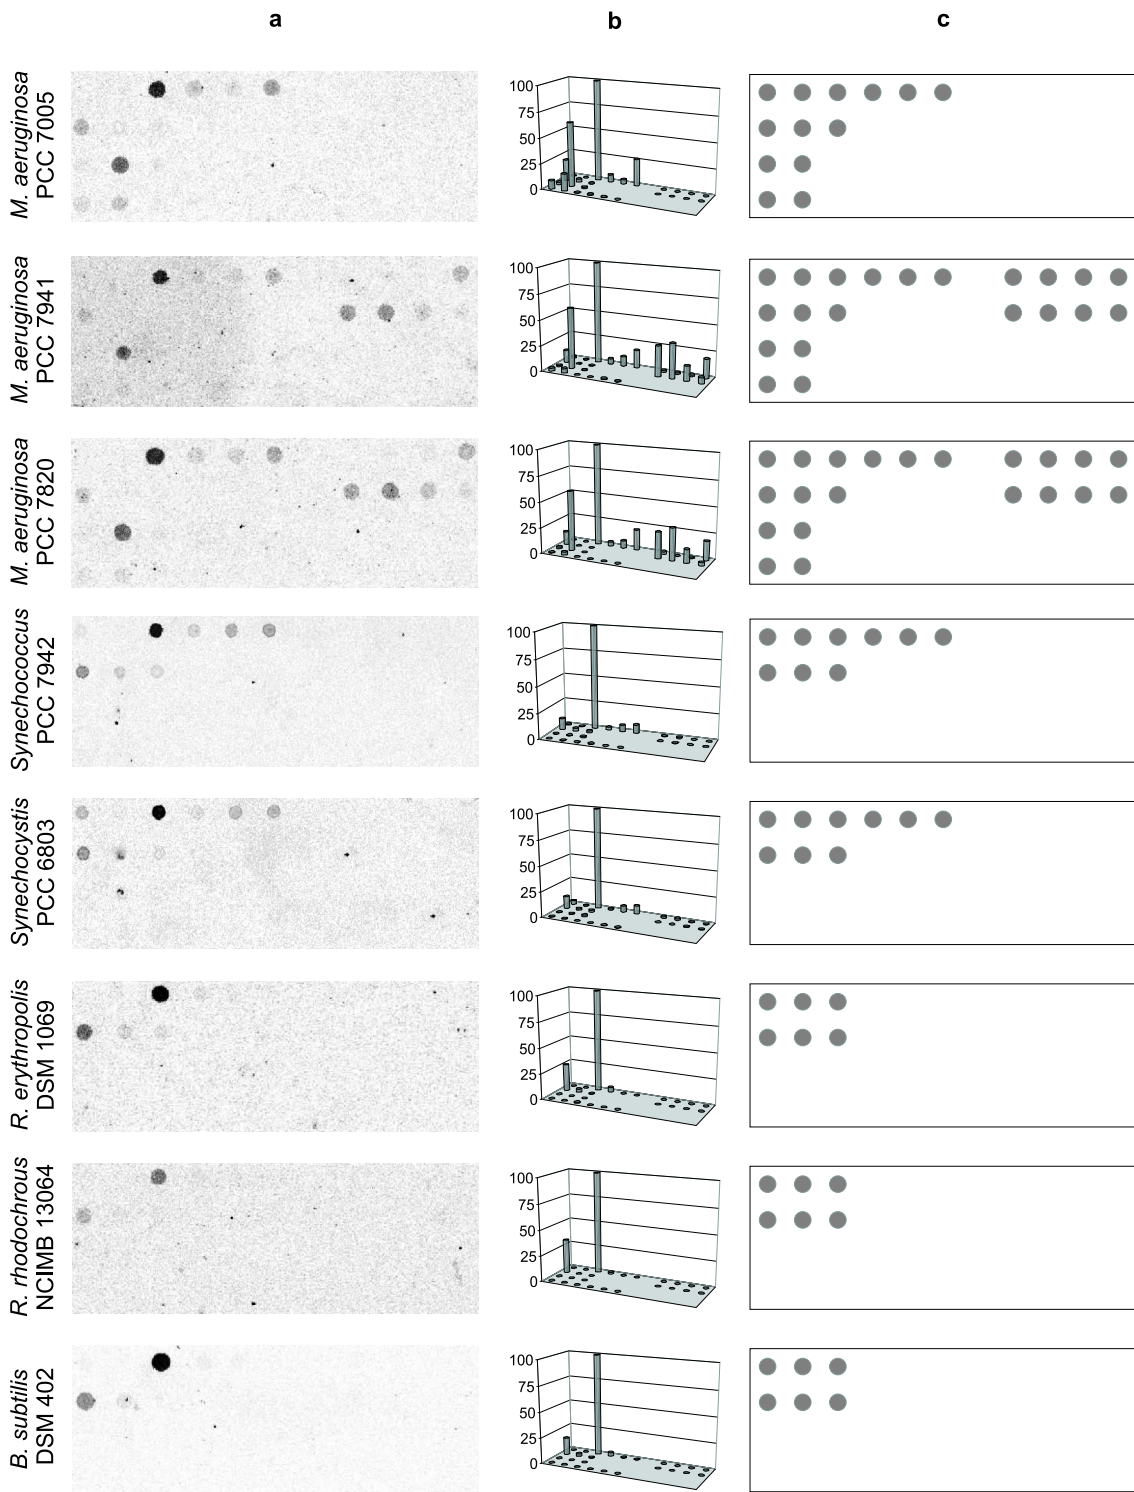 a
b
c
M. aeruginosa
PCC 7005
100
75
50
25
0
M. aeruginosa
PCC 7941
100
75
50
25
0
M. aeruginosa
PCC 7820
100
75
50
25
0
Synechococcus
PCC 7942
100
75
50
25
0
Synechocystis
PCC 6803
100
75
50
25
0
R. erythropolis
DSM 1069
100
75
50
25
0
R. rhodochrous
NCIMB 13064
100
75
50
25
0
B. subtilis
DSM 402
100
75
50
25
0